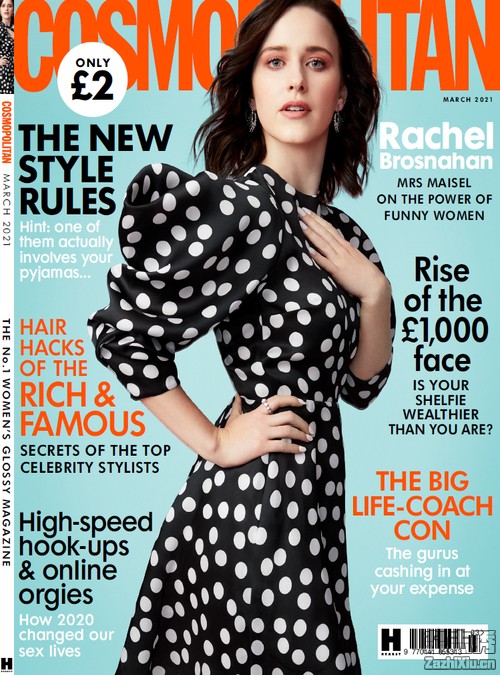 COSMOPOLITAN
ONLY
£2
MARCH 2021
THE NEW
STYLE
RULES
Hint: one of
them actually
involves your
pyjamas...
Rachel
Brosnahan
MRS MAISEL
ON THE POWER OF
FUNNY WOMEN
Rise
of the
£1,000
face
IS YOUR
SHELFIE
WEALTHIER
THAN YOU ARE?
HAIR
HACKS
OF THE
RICH &
FAMOUS
SECRETS OF THE TOP
CELEBRITY STYLISTS
THE BIG
LIFE-COACH
CON
The gurus
cashing in at
your expense
High-speed
hook-ups
& online
orgies
How 2020
changed our
sex lives
COSMOPOLITAN
MARCH 2021
THE No.1 WOMEN'S GLOSSY MAGAZINE
H
H
HEARST
ZaZhiXiu.cn